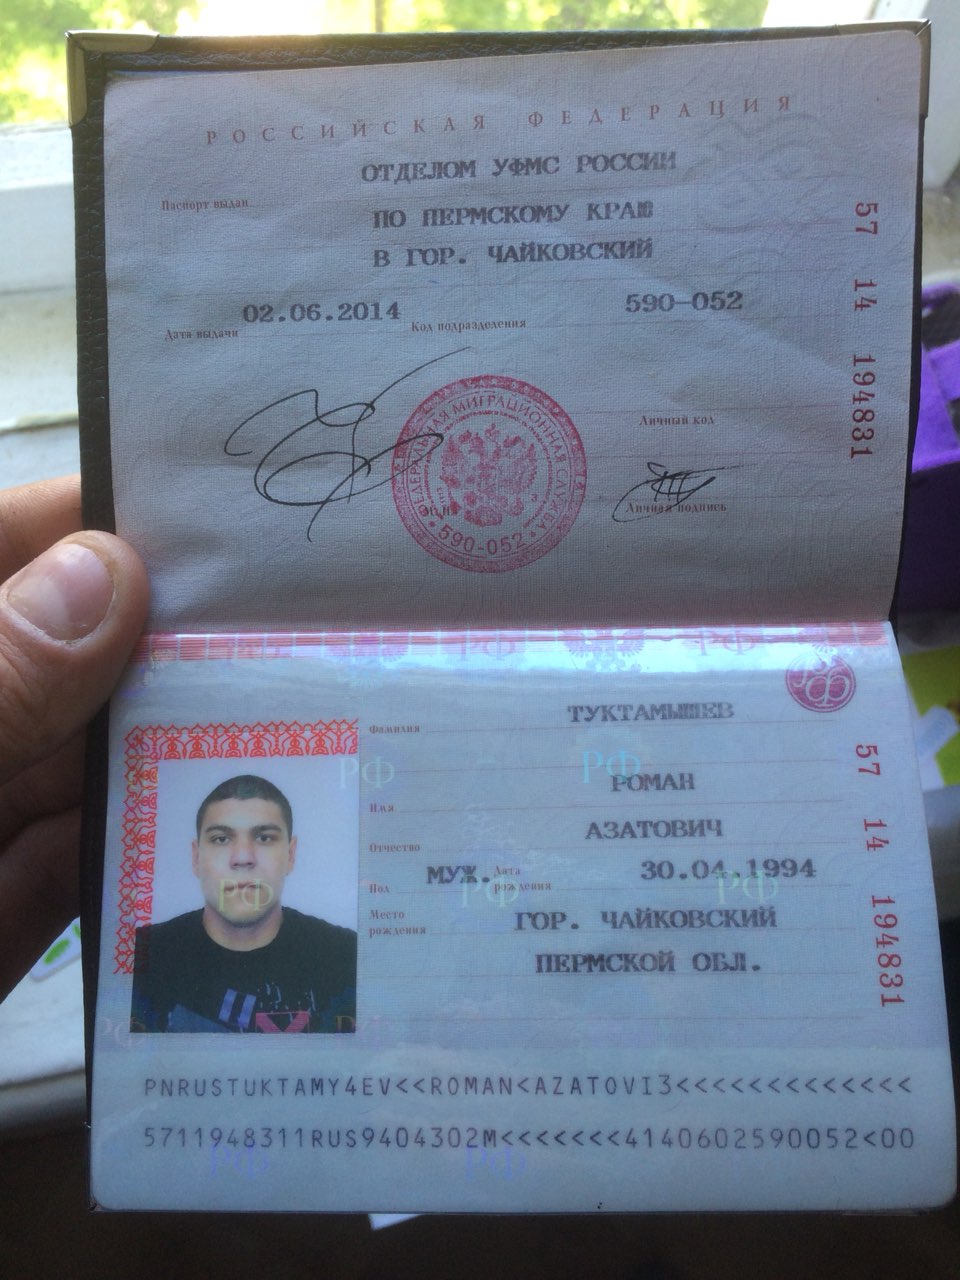 РОССИЙСКАЯ ФЕДЕРАЦИЯ
Паспорт выдан ОТДЕЛОМ УФМС РОССИИ
ПО ПЕРМСКОМУ КРАЮ
В ГОР. ЧАЙКОВСКИЙ
Дата выдачи 02.06.2014 Код подразделения 590-052
57 14 194831
Личный код
Личная подпись
ФЕДЕРАЛЬНАЯ МИГРАЦИОННАЯ СЛУЖБА
590-052
Фамилия ТУКТАМЫШЕВ
Имя РОМАН
Отчество АЗАТОВИЧ
Пол МУЖ. Дата рождения 30.04.1994
Место рождения ГОР. ЧАЙКОВСКИЙ
ПЕРМСКОЙ ОБЛ.
57 14 194831
PNRUSTUKTAMY4EV<<ROMAN<AZATOVI3<<<<<<<<<<<<<
5711948311RUS9404302M<<<<<<<4140602590052<00